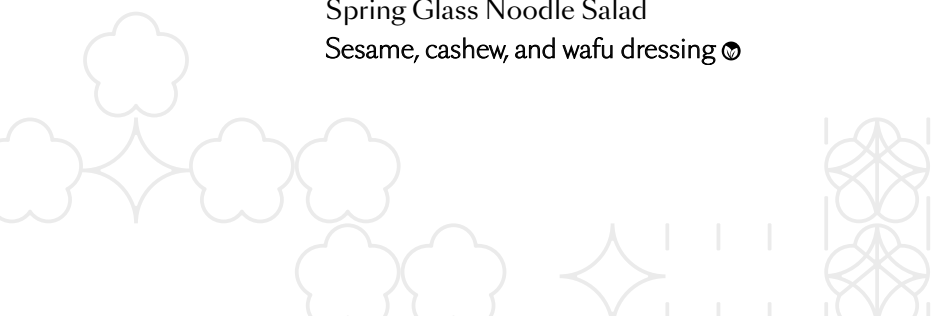 Spring Glass Noodle Salad
Sesame, cashew, and wafu dressing